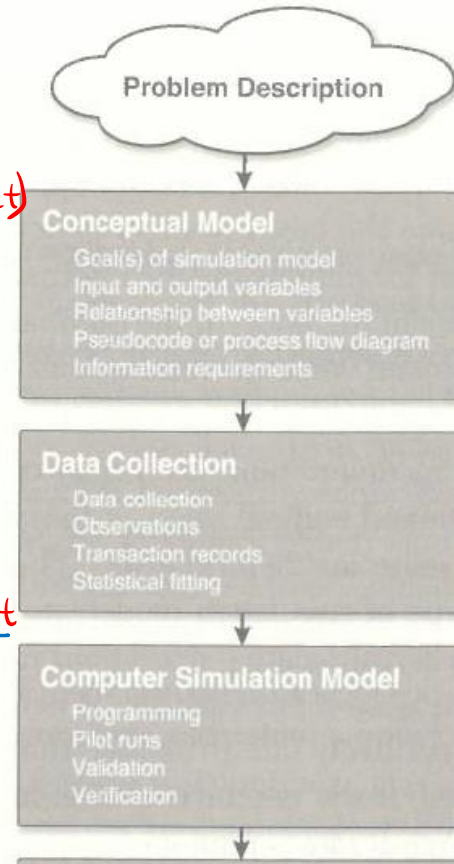 Problem Description
t)
Conceptual Model
Goal(s) of simulation model
Input and output variables
Relationship between variables
Pseudocode or process flow diagram
Information requirements
Data Collection
Data collection
Observations
Transaction records
Statistical fitting
t
Computer Simulation Model
Programming
Pilot runs
Validation
Verification